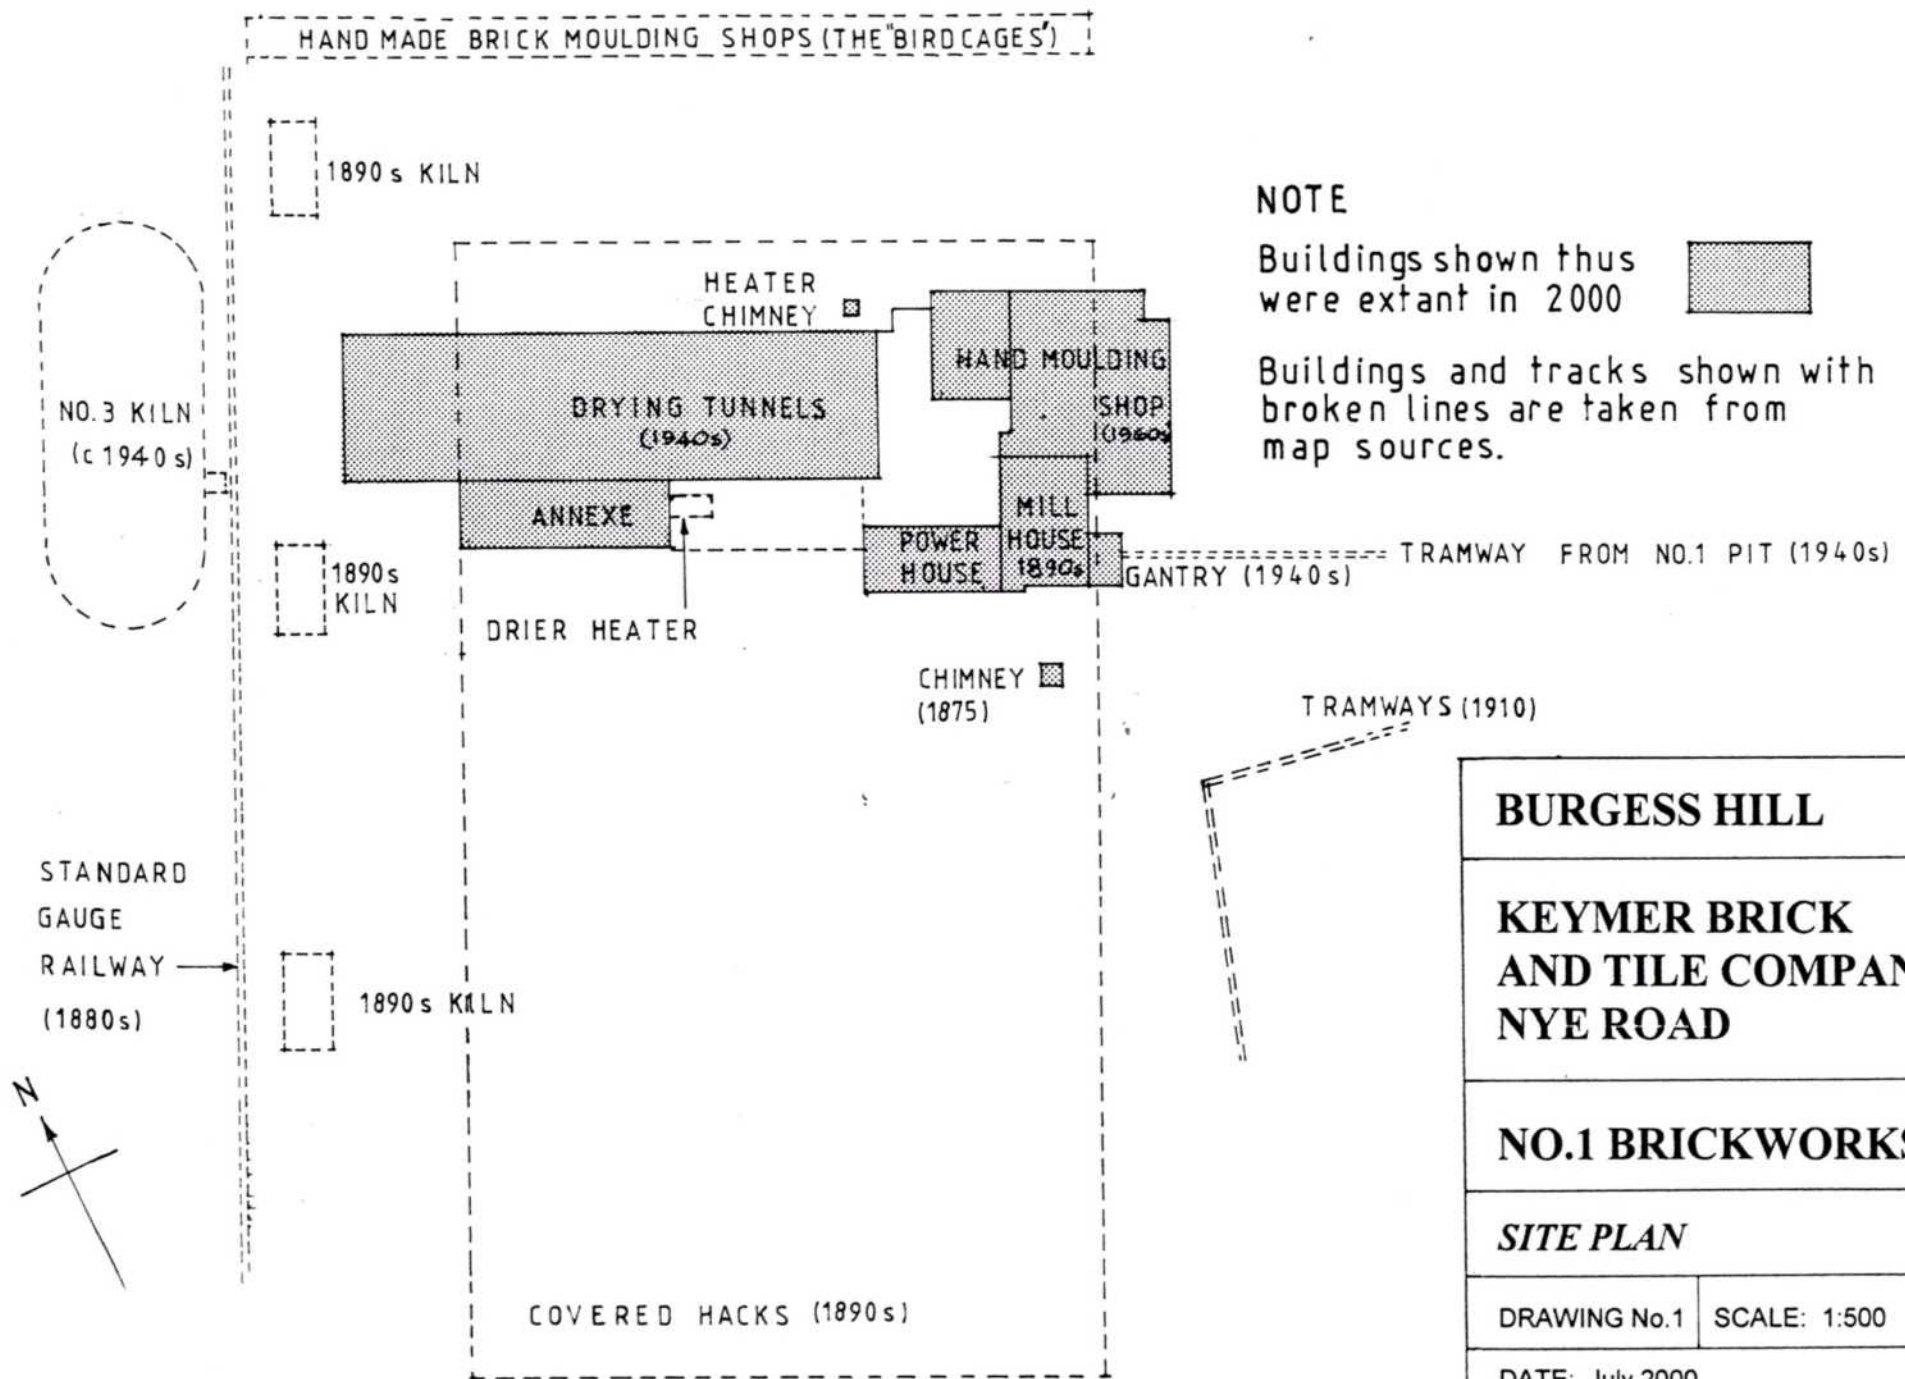 HAND MADE BRICK MOULDING SHOPS (THE "BIRDCAGES')
1890s KILN
NOTE
Buildings shown thus
were extant in 2000
Buildings and tracks shown with
broken lines are taken from
map sources.
HEATER
CHIMNEY
HAND MOULDING
SHOP
(1960s
DRYING TUNNELS
(1940s)
NO.3 KILN
(c 1940s)
ANNEXE
MILL
HOUSE
1890s
POWER
HOUSE
GANTRY (1940s)
TRAMWAY FROM NO.1 PIT (1940s)
1890s
KILN
DRIER HEATER
CHIMNEY
(1875)
TRAMWAYS (1910)
STANDARD
GAUGE
RAILWAY
(1880s)
1890s KILN
N
COVERED HACKS (1890s)
BURGESS HILL
KEYMER BRICK
AND TILE COMPAN
NYE ROAD
NO.1 BRICKWORKS
SITE PLAN
DRAWING No.1
SCALE: 1:500
DATE: July 2000